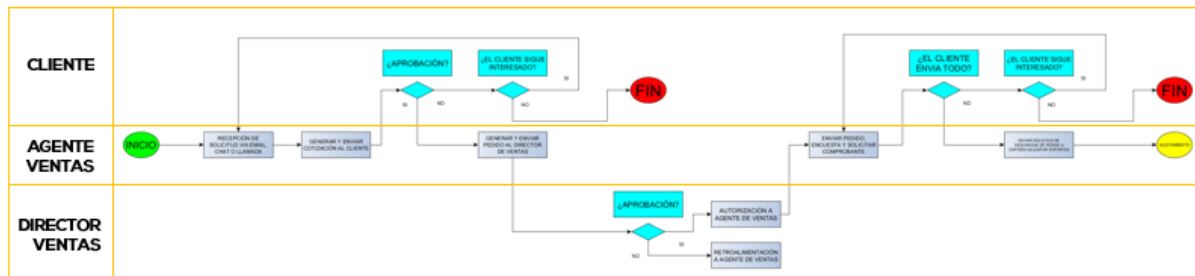 CLIENTE
¿APROBACIÓN?
¿EL CLIENTE SIGUE
INTERESADO?
SI
SI
NO
NO
FIN
¿EL CLIENTE
ENVIA TODO?
¿EL CLIENTE SIGUE
INTERESADO?
SI
NO
NO
FIN
AGENTE
VENTAS
INICIO
RECEPCIÓN DE
SOLICITUD VIA EMAIL,
CHAT O LLAMADA
GENERAR Y ENVIAR
COTIZACIÓN AL CLIENTE
GENERAR Y ENVIAR
PEDIDO AL DIRECTOR
DE VENTAS
ENVIAR PEDIDO,
ENCUESTA Y SOLICITAR
COMPROBANTE
DIRECTOR
VENTAS
¿APROBACIÓN?
SI
NO
AUTORIZACIÓN A
AGENTE DE VENTAS
RETROALIMENTACIÓN
A AGENTE DE VENTAS